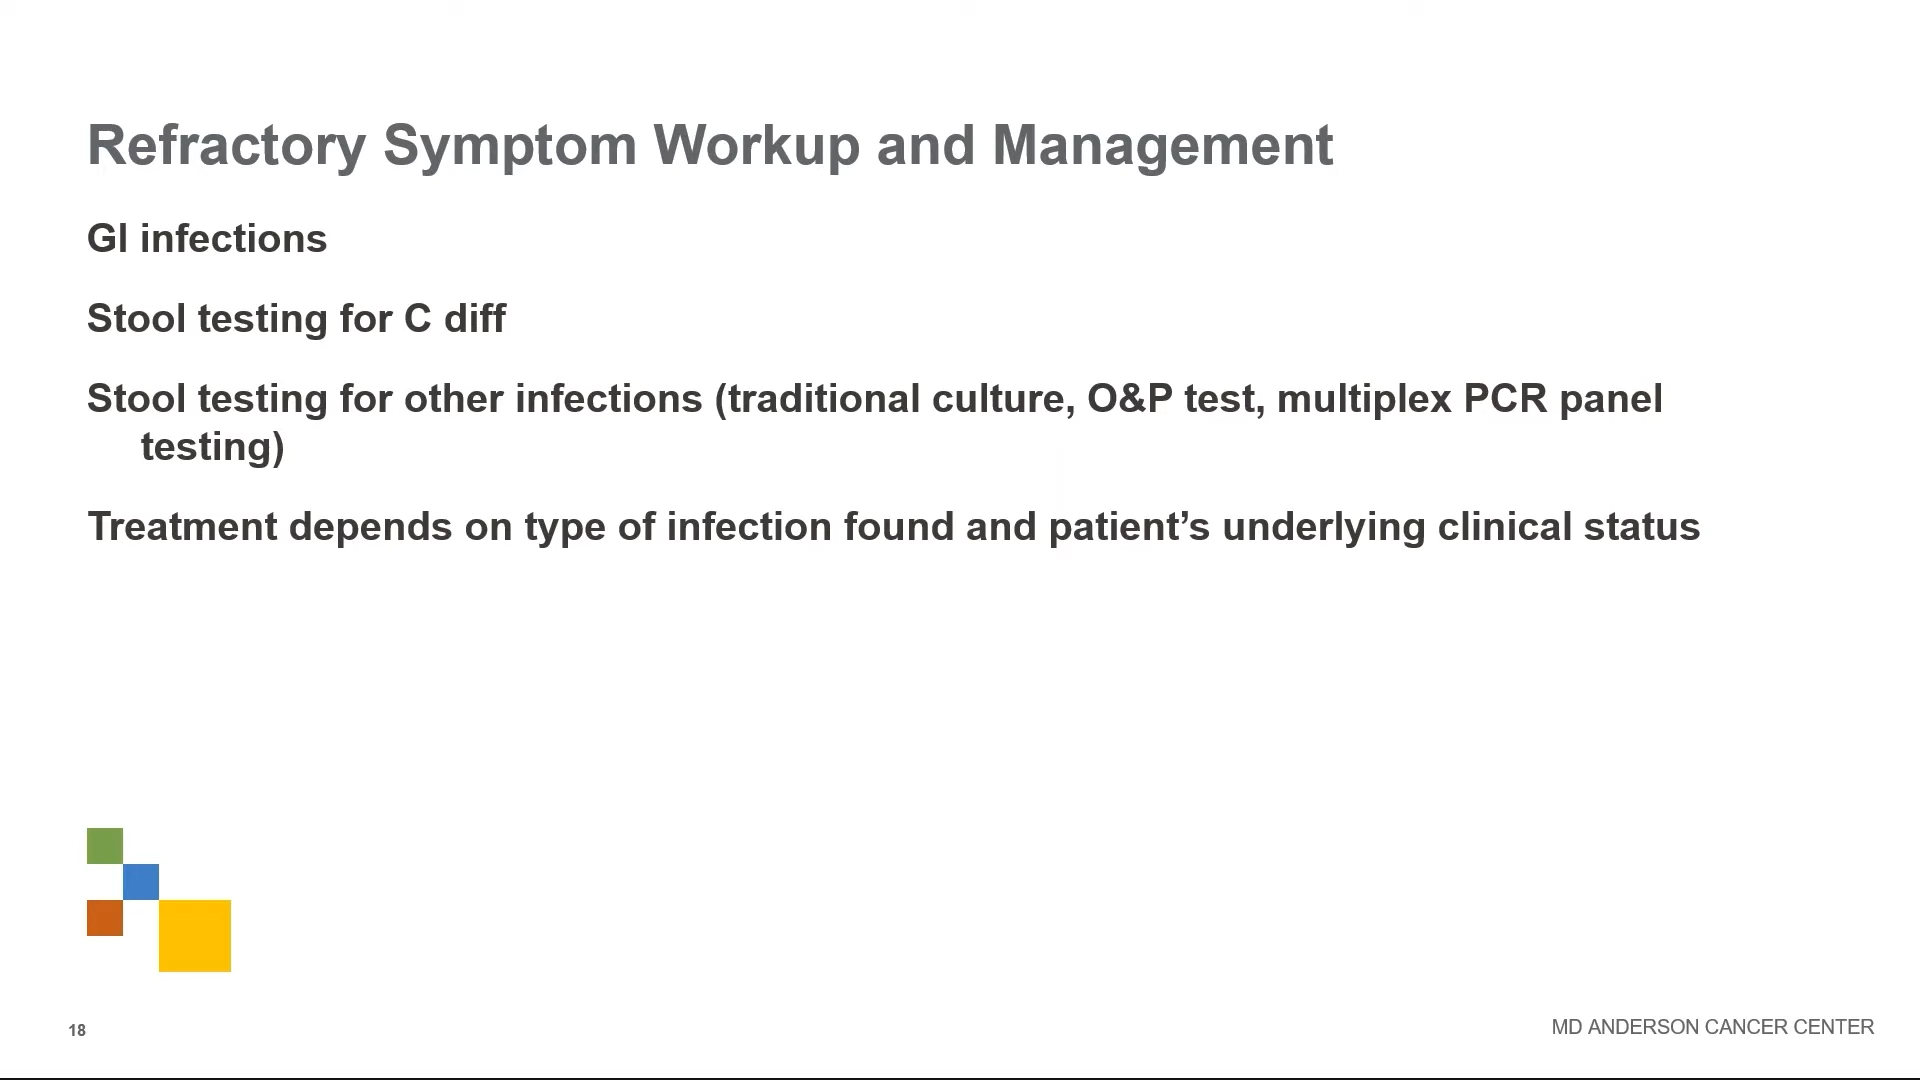 Refractory Symptom Workup and Management
GI infections
Stool testing for C diff
Stool testing for other infections (traditional culture, O&P test, multiplex PCR panel
testing)
Treatment depends on type of infection found and patient’s underlying clinical status
18
MD ANDERSON CANCER CENTER